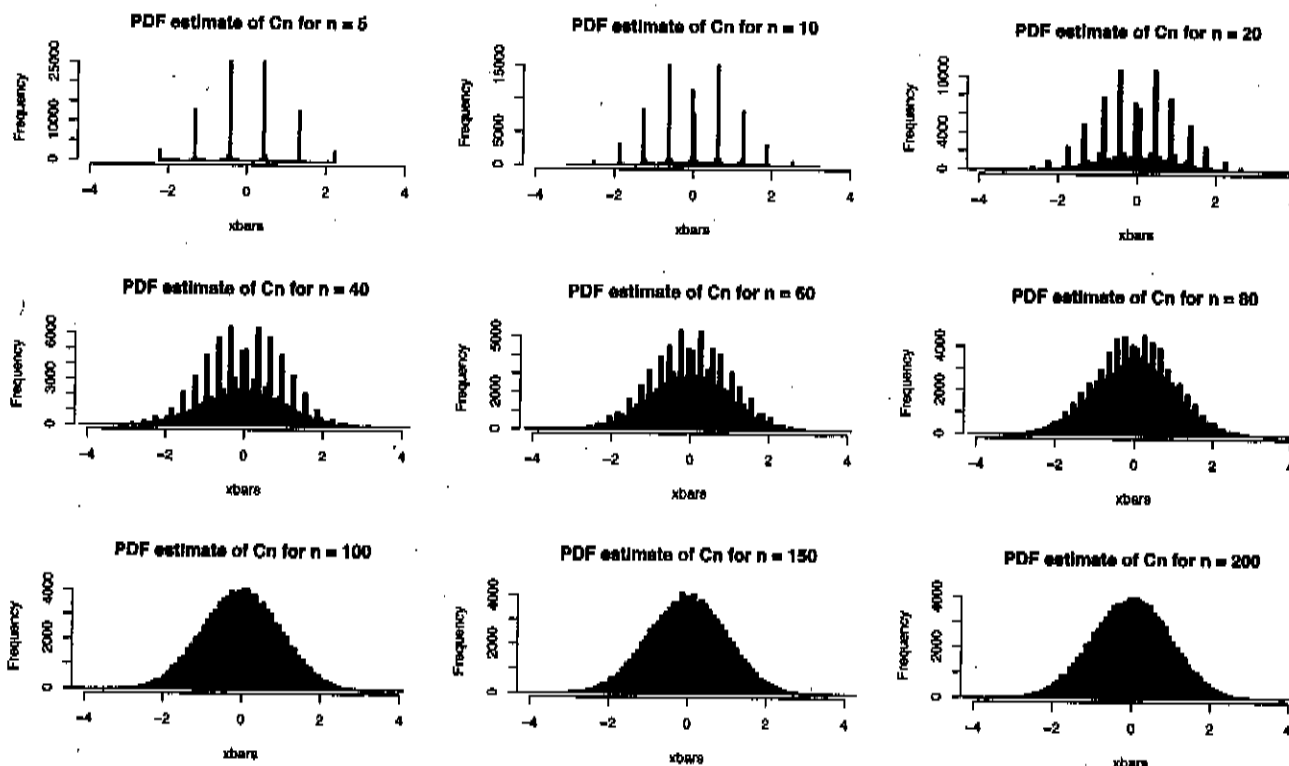 PDF estimate of Cn for n = 5
PDF estimate of Cn for n = 10
PDF estimate of Cn for n = 20
Frequency
0 10000 25000
Frequency
0 5000 15000
Frequency
0 4000 10000
-4 -2 0 2 4
-4 -2 0 2 4
-4 -2 0 2
xbars
xbars
xbars
PDF estimate of Cn for n = 40
PDF estimate of Cn for n = 60
PDF estimate of Cn for n = 80
Frequency
0 3000 6000
Frequency
0 2000 5000
Frequency
0 2000 4000
-4 -2 0 2 4
-4 -2 0 2 4
-4 -2 0 2 4
xbars
xbars
xbars
PDF estimate of Cn for n = 100
PDF estimate of Cn for n = 150
PDF estimate of Cn for n = 200
Frequency
0 2000 4000
Frequency
0 2000 4000
Frequency
0 2000 4000
-4 -2 0 2 4
-4 -2 0 2 4
-4 -2 0 2 4
xbars
xbars
xbars